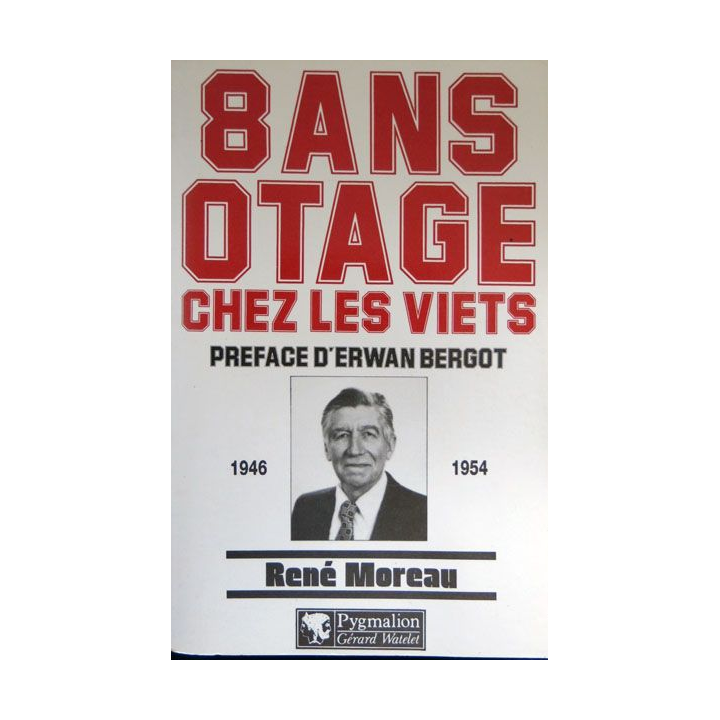 8 ANS
OTAGE
CHEZ LES VIETS
PREFACE D'ERWAN BERGOT
1946
1954
René Moreau
Pygmalion
Gérard Watelet